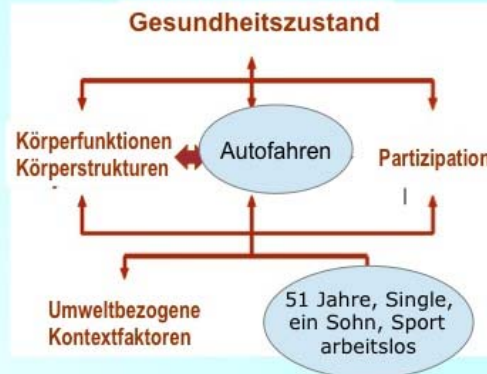 Gesundheitszustand
Körperfunktionen
Körperstrukturen
Autofahren
Partizipation
Umweltbezogene
Kontextfaktoren
51 Jahre, Single,
ein Sohn, Sport
arbeitslos